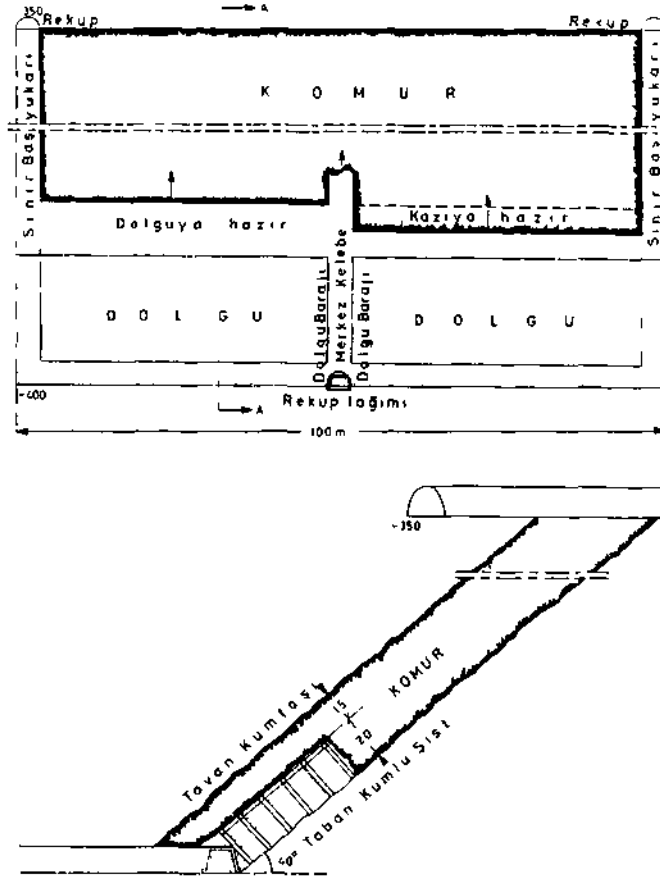 A
350
Rekup
Rekup
Sınır Başyukarı
Sınır Başyukarı
K O M U R
Dolguya hazır
Kazıya hazır
Merkez Kelebe
Dolgu Barajı
Dolgu Barajı
D O L G U
D O L G U
-400
A
Rekup lağımı
100 m
-350
Tavan Kumtaşı
15
KOMUR
20
40° Taban Kumlu Şist